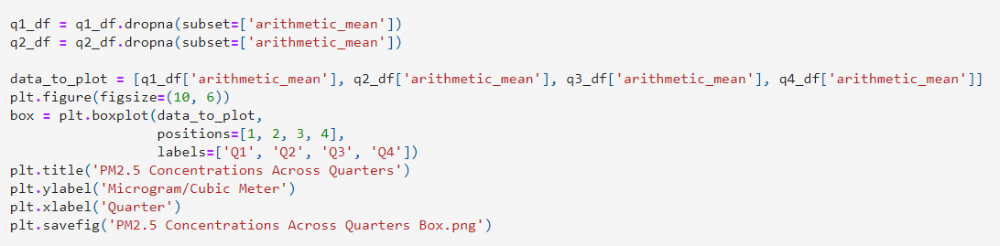 q1_df = q1_df.dropna(subset=['arithmetic_mean'])
q2_df = q2_df.dropna(subset=['arithmetic_mean'])

data_to_plot = [q1_df['arithmetic_mean'], q2_df['arithmetic_mean'], q3_df['arithmetic_mean'], q4_df['arithmetic_mean']]
plt.figure(figsize=(10, 6))
box = plt.boxplot(data_to_plot,
                  positions=[1, 2, 3, 4],
                  labels=['Q1', 'Q2', 'Q3', 'Q4'])
plt.title('PM2.5 Concentrations Across Quarters')
plt.ylabel('Microgram/Cubic Meter')
plt.xlabel('Quarter')
plt.savefig('PM2.5 Concentrations Across Quarters Box.png')